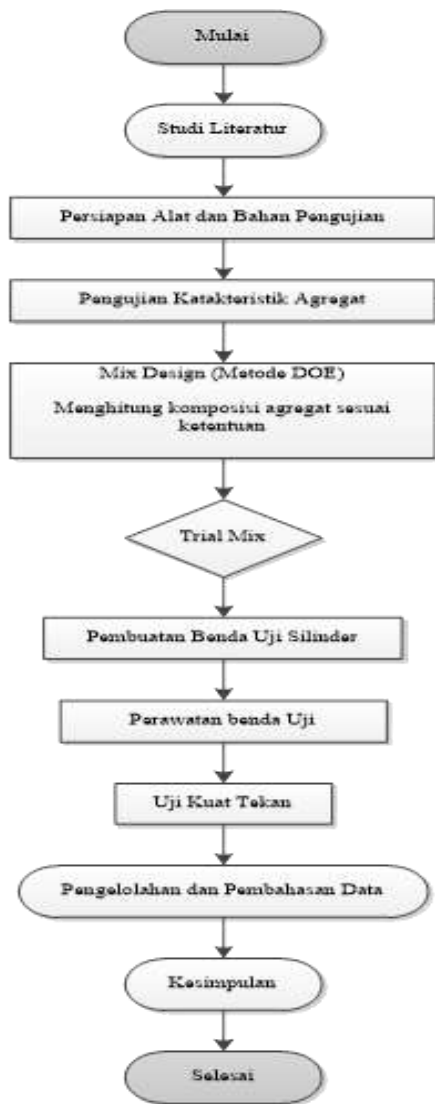 Mulai
Studi Literatur
Persiapan Alat dan Bahan Pengujian
Pengujian Katakteristik Agregat
Mix Design (Metode DOE)
Menghitung komposisi agregat sesuai
ketentuan
Trial Mix
Pembuatan Benda Uji Silinder
Perawatan benda Uji
Uji Kuat Tekan
Pengelolahan dan Pembahasan Data
Kesimpulan
Selesai